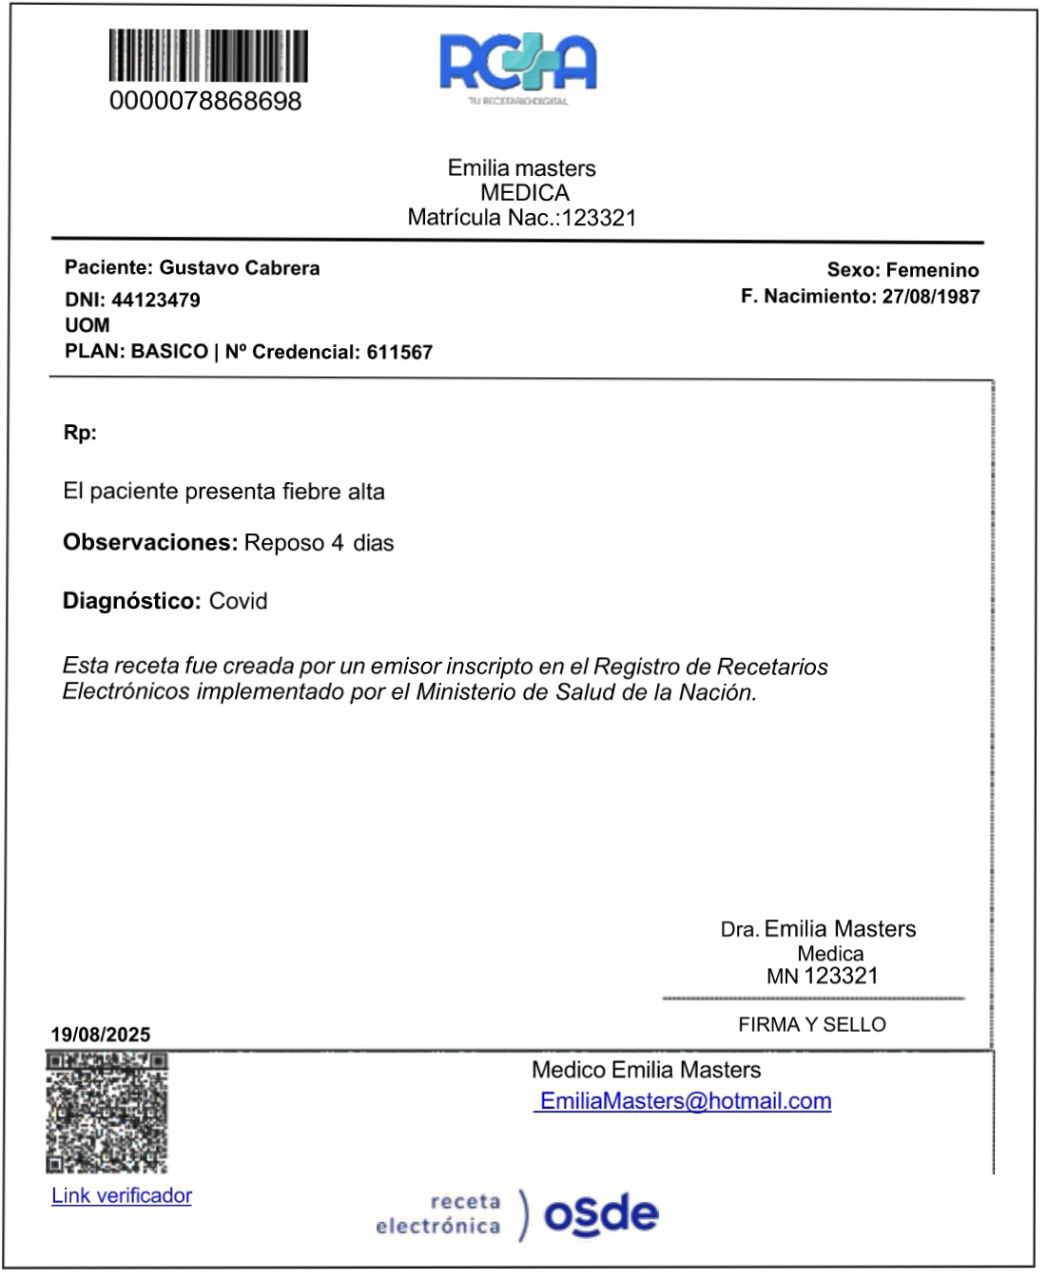 0000078868698
RC+A
TU RECETARIO DIGITAL
Emilia masters
MEDICA
Matrícula Nac.:123321
Paciente: Gustavo Cabrera
Sexo: Femenino
DNI: 44123479
F. Nacimiento: 27/08/1987
UOM
PLAN: BASICO | Nº Credencial: 611567
Rp:
El paciente presenta fiebre alta
Observaciones: Reposo 4 dias
Diagnóstico: Covid
Esta receta fue creada por un emisor inscripto en el Registro de Recetarios
Electrónicos implementado por el Ministerio de Salud de la Nación.
Dra. Emilia Masters
Medica
MN 123321
FIRMA Y SELLO
19/08/2025
Medico Emilia Masters
EmiliaMasters@hotmail.com
Link verificador
receta
electrónica
osde